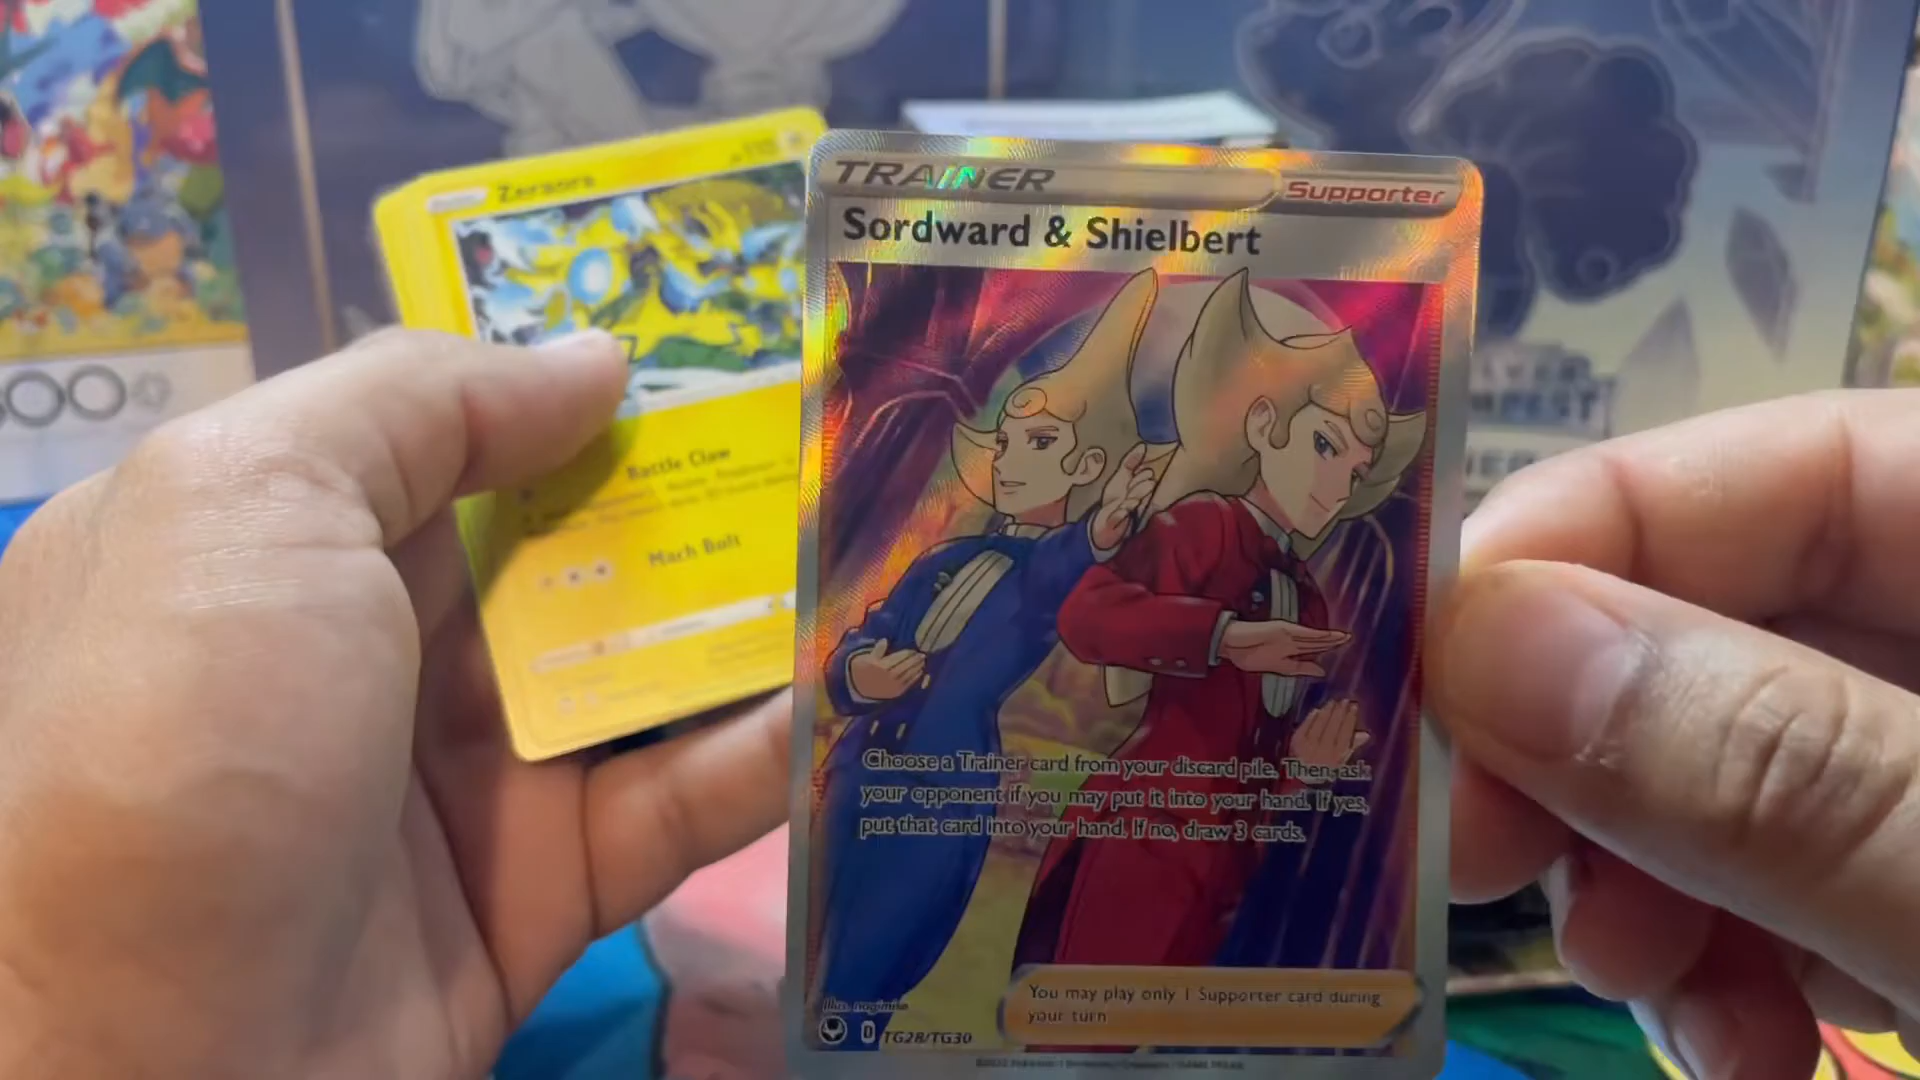 Zeraora
Battle Claw
Mach Bolt
TRAINER
Supporter
Sordward & Shielbert
Choose a Trainer card from your discard pile. Then, ask
your opponent if you may put it into your hand. If yes,
put that card into your hand. If no, draw 3 cards.
You may play only 1 Supporter card during
your turn
Illus. nagimiso
D TG28/TG30